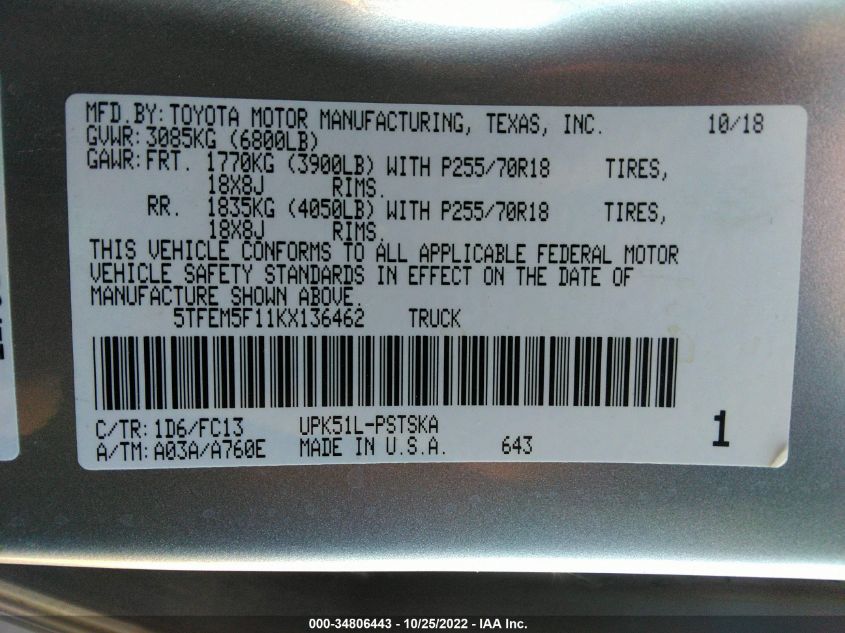 MFD.BY:TOYOTA MOTOR MANUFACTURING, TEXAS, INC. 10/18
GVWR:3085KG (6800LB)
GAWR:FRT. 1770KG (3900LB) WITH P255/70R18 TIRES,
18X8J RIMS.
RR. 1835KG (4050LB) WITH P255/70R18 TIRES,
18X8J RIMS.
THIS VEHICLE CONFORMS TO ALL APPLICABLE FEDERAL MOTOR
VEHICLE SAFETY STANDARDS IN EFFECT ON THE DATE OF
MANUFACTURE SHOWN ABOVE.
5TFEM5F11KX136462 TRUCK
C/TR:1D6/FC13 UPK51L-PSTSKA 1
A/TM:A03A/A760E MADE IN U.S.A. 643
000-34806443 - 10/25/2022 - IAA Inc.